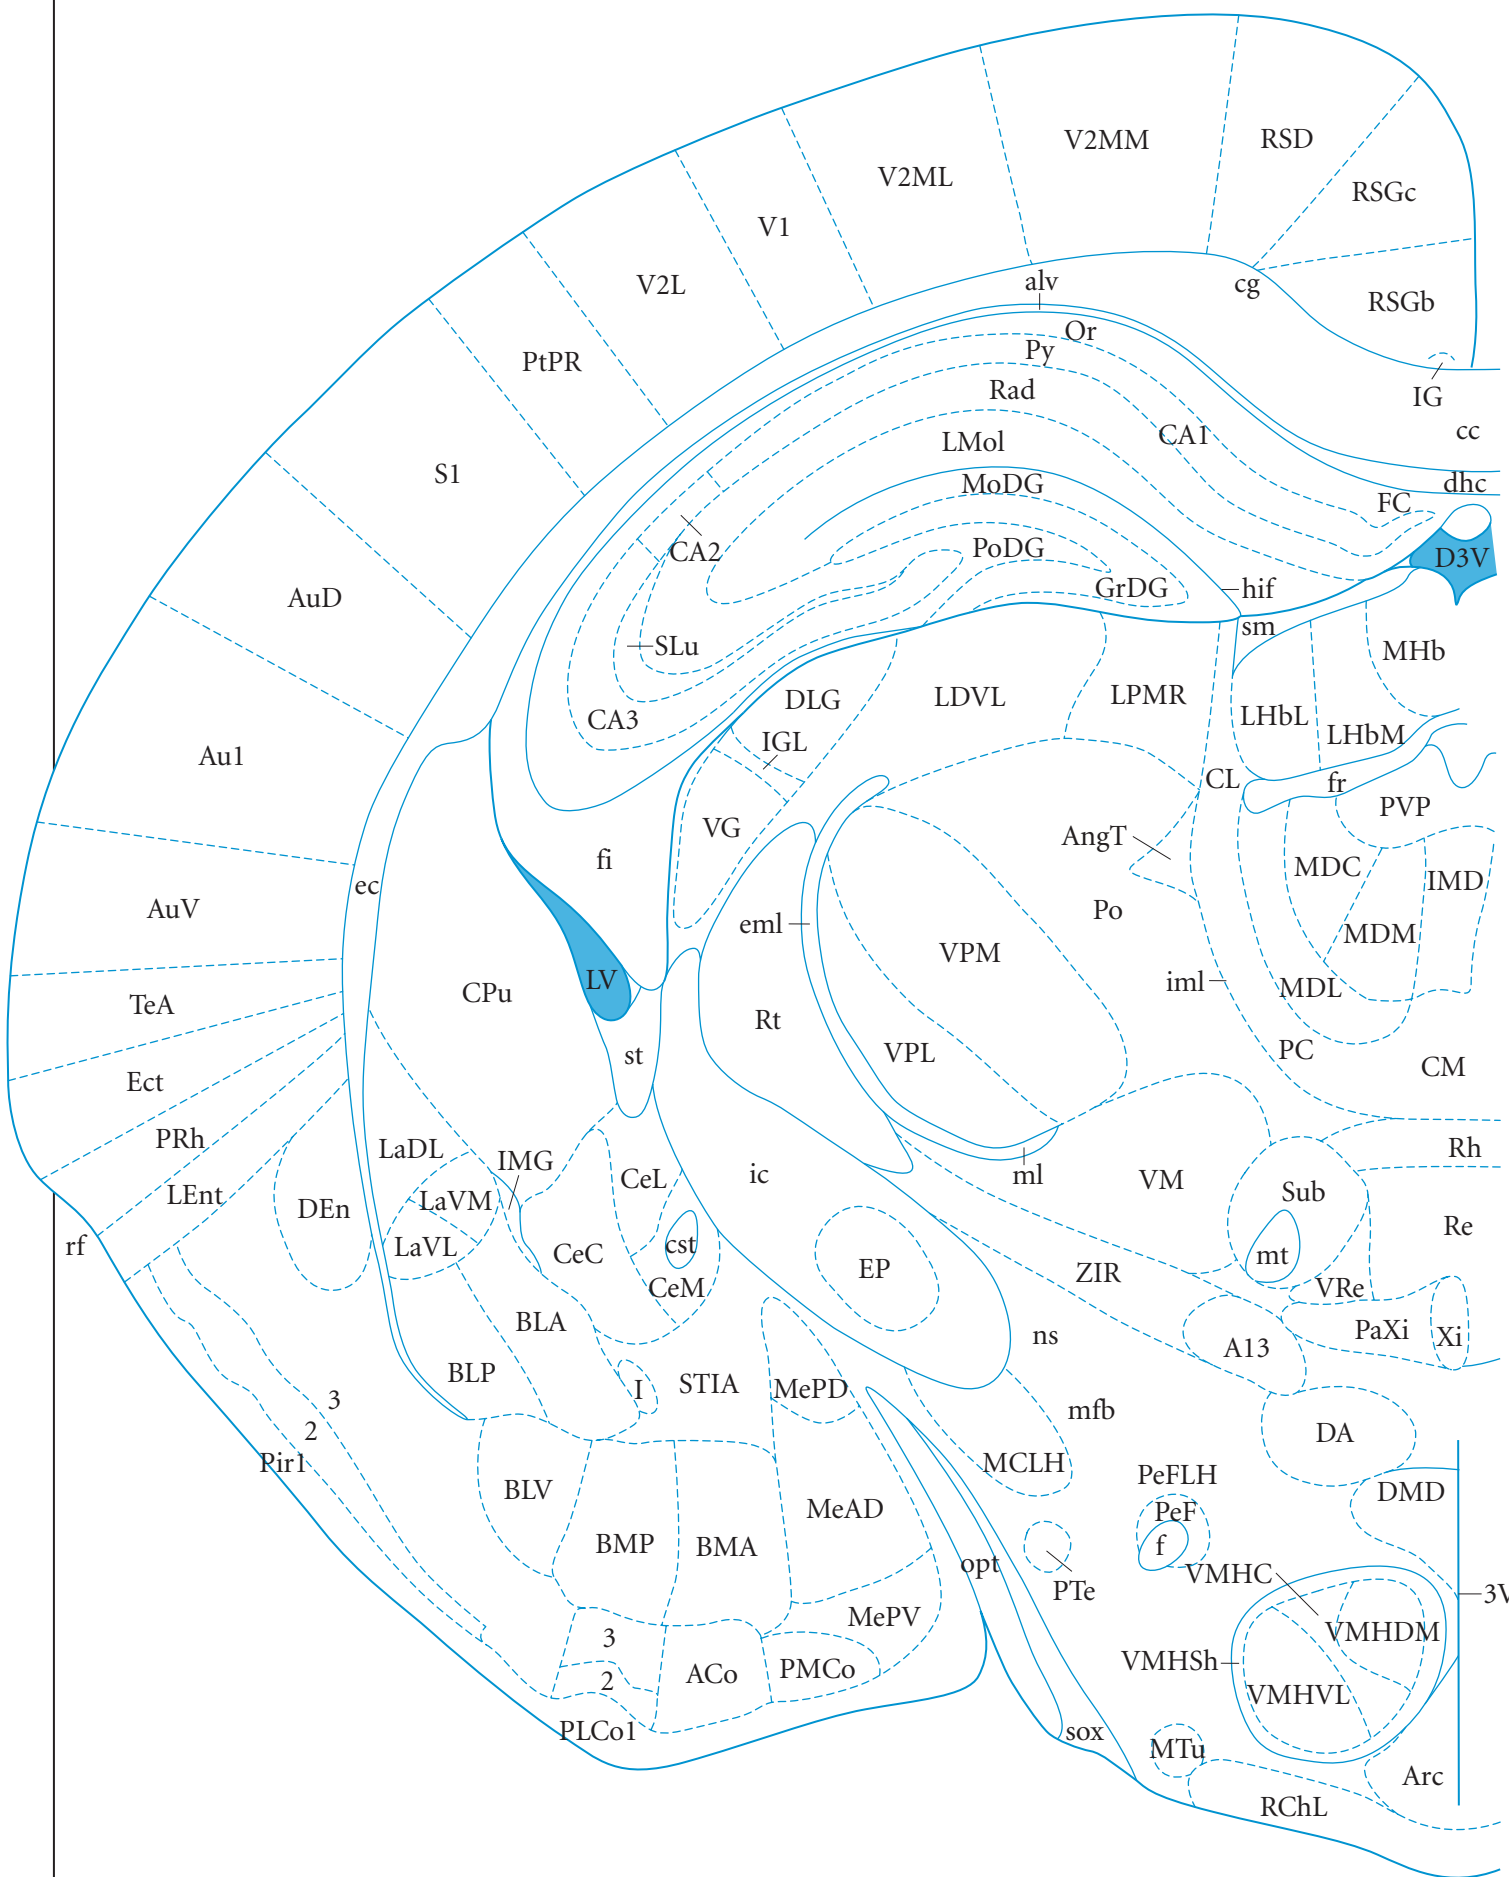 V2MM
RSD
V2ML
RSGc
V1
V2L
alv
cg
RSGb
Or
Py
PtPR
Rad
IG
CA1
cc
LMol
S1
MoDG
dhc
FC
CA2
PoDG
D3V
GrDG
hif
AuD
sm
SLu
MHb
DLG
LDVL
LPMR
CA3
LHbL
IGL
LHbM
Au1
CL
fr
PVP
VG
AngT
fi
MDC
IMD
ec
AuV
Po
eml
MDM
VPM
LV
iml
MDL
CPu
TeA
Rt
VPL
PC
st
CM
Ect
PRh
LaDL
IMG
Rh
ic
ml
CeL
VM
LEnt
LaVM
Sub
DEn
Re
rf
LaVL
CeC
cst
mt
EP
ZIR
CeM
VRe
BLA
ns
PaXi
Xi
A13
BLP
STIA
MePD
I
3
mfb
2
DA
Pir1
MCLH
PeFLH
BLV
DMD
MeAD
PeF
BMP
BMA
f
opt
VMHC
PTe
3V
MePV
VMHDM
3
VMHSh
ACo
PMCo
2
VMHVL
PLCo1
sox
MTu
Arc
RChL